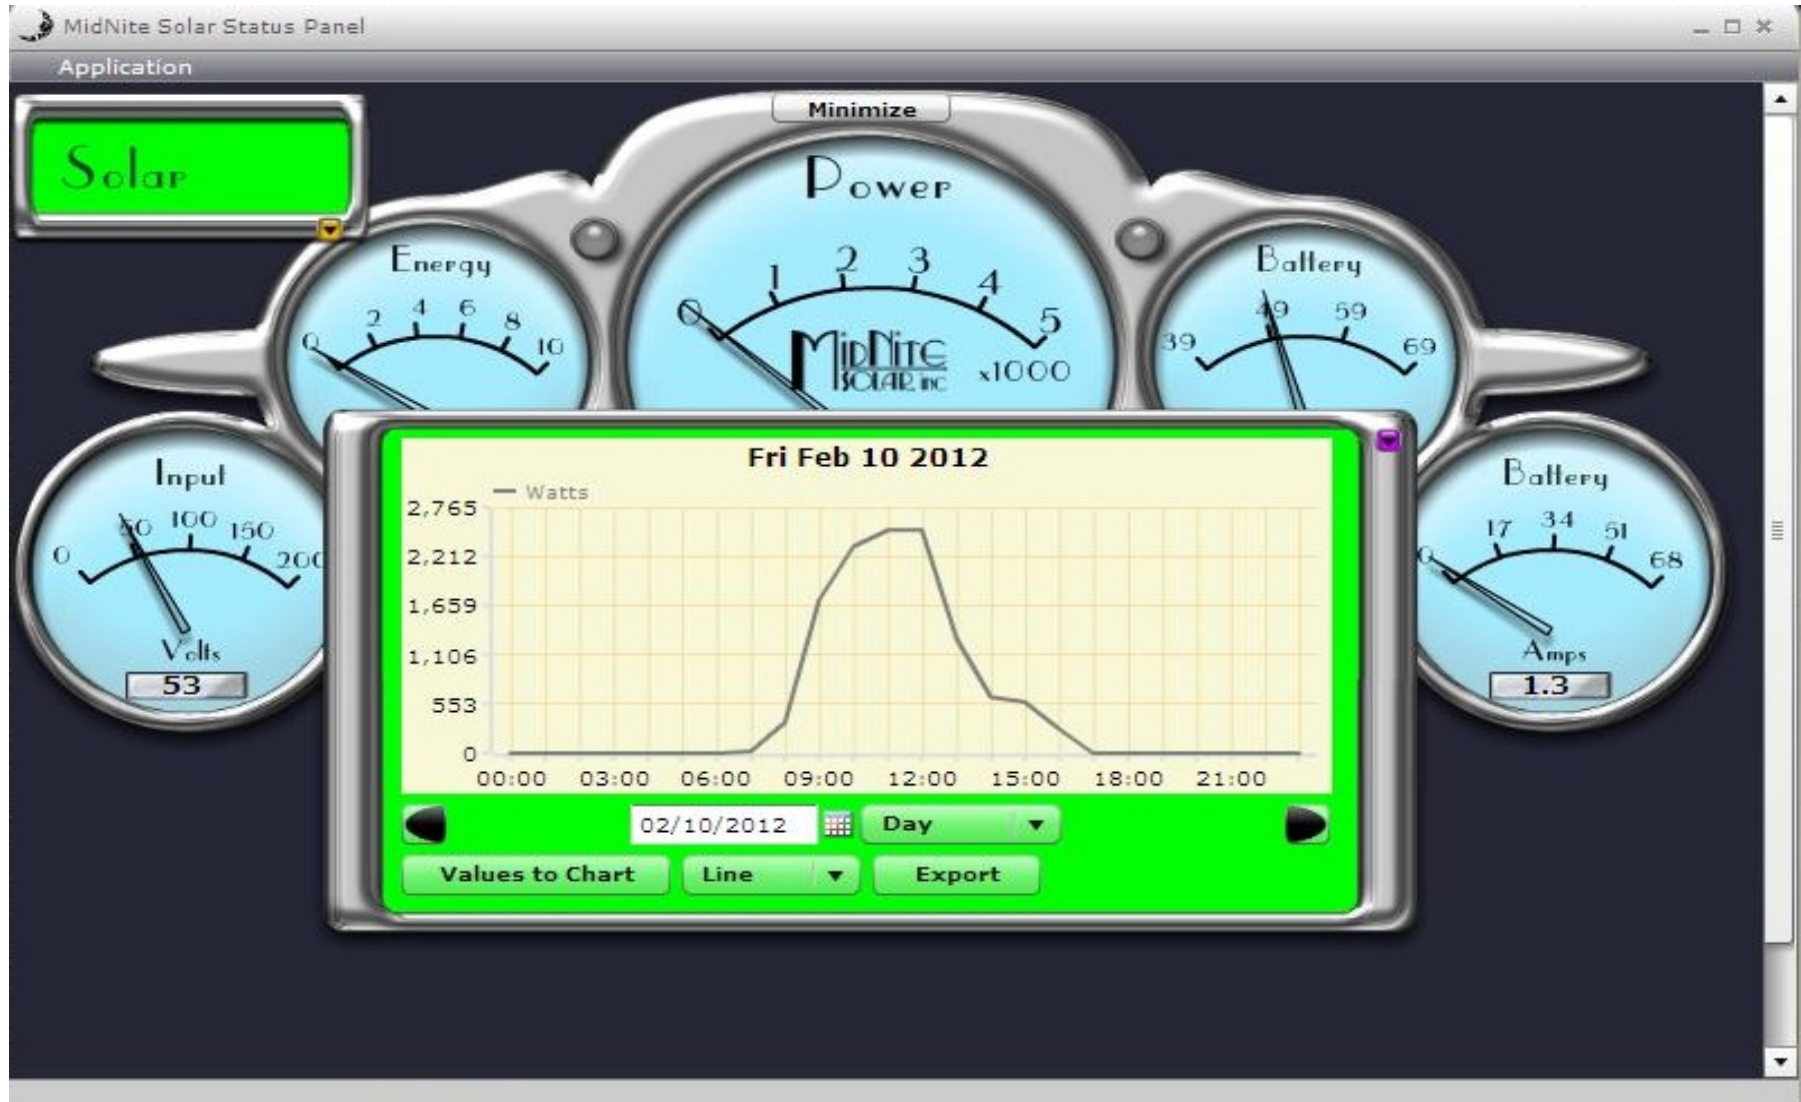 MidNite Solar Status Panel
Application
Minimize
Solar
Power
0 1 2 3 4 5
x1000
MIDNITE
SOLAR INC
Energy
0 2 4 6 8 10
Battery
39 49 59 69
Input
0 50 100 150 200
Volts
53
Battery
0 17 34 51 68
Amps
1.3
Fri Feb 10 2012
Watts
2,765
2,212
1,659
1,106
553
0
00:00 03:00 06:00 09:00 12:00 15:00 18:00 21:00
02/10/2012 Day
Values to Chart Line Export